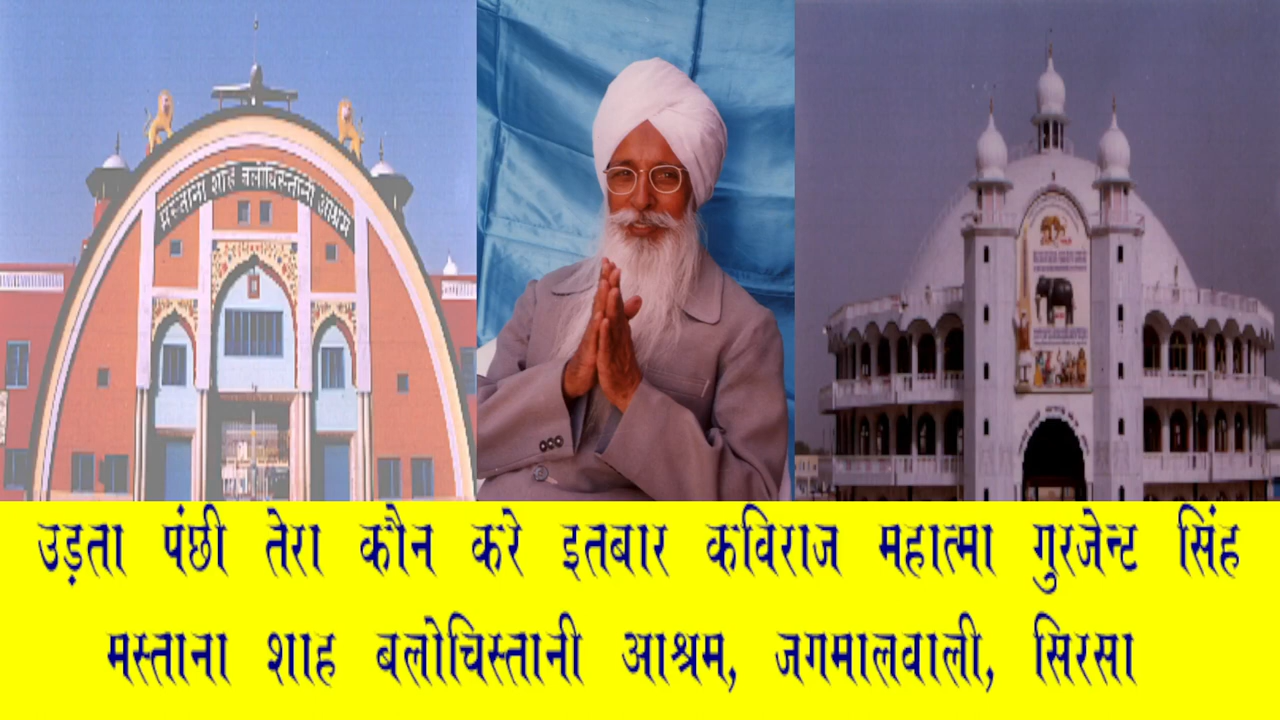 मस्ताना शाह बलोचिस्तानी आश्रम
उड़ता पंछी तेरा कौन करे इतबार कविराज महात्मा गुरजेन्ट सिंह
मस्ताना शाह बलोचिस्तानी आश्रम, जगमालवाली, सिरसा